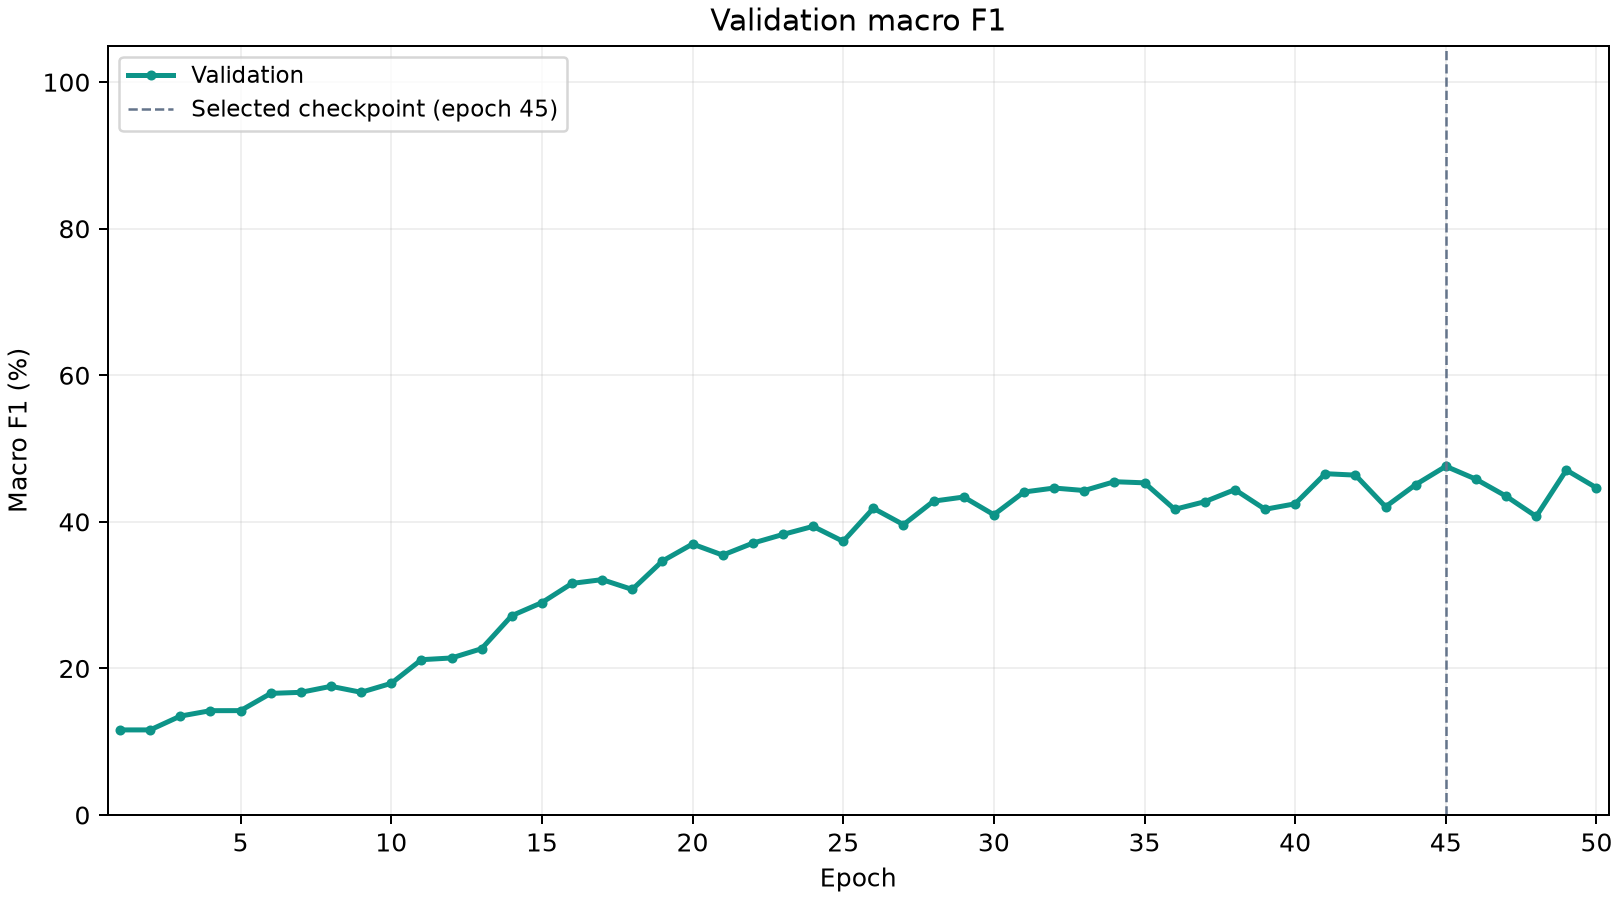 Validation macro F1
Validation
Selected checkpoint (epoch 45)
Macro F1 (%)
100
80
60
40
20
0
5 10 15 20 25 30 35 40 45 50
Epoch